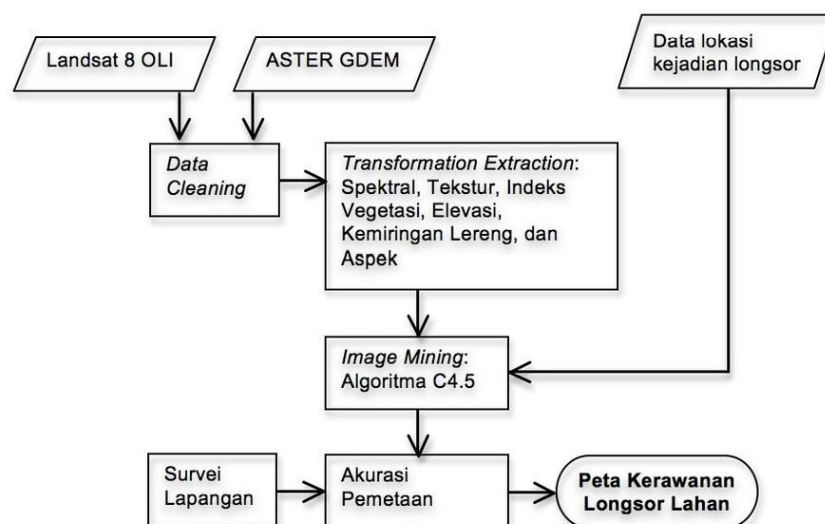 Landsat 8 OLI
ASTER GDEM
Data lokasi
kejadian longsor
Data
Cleaning
Transformation Extraction:
Spektral, Tekstur, Indeks
Vegetasi, Elevasi,
Kemiringan Lereng, dan
Aspek
Image Mining:
Algoritma C4.5
Survei
Lapangan
Akurasi
Pemetaan
Peta Kerawanan
Longsor Lahan